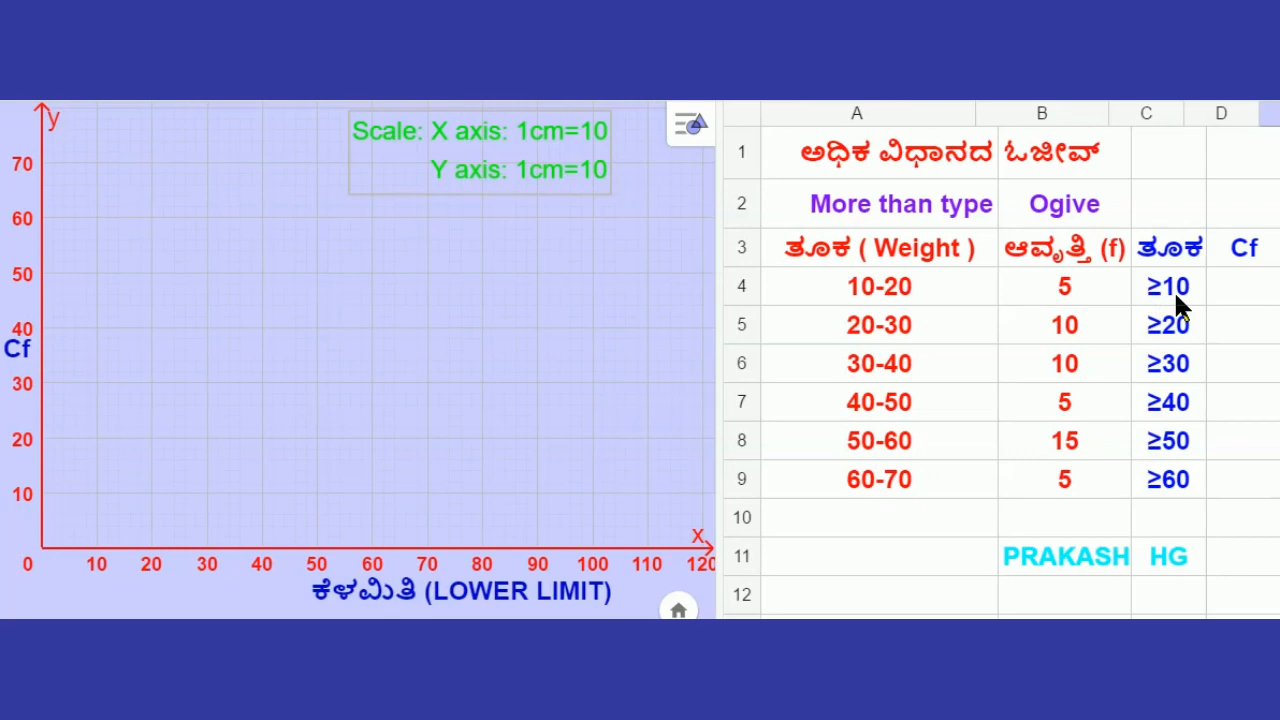 y
Scale: X axis: 1cm=10
Y axis: 1cm=10
70
60
50
40
Cf
30
20
10
x
0 10 20 30 40 50 60 70 80 90 100 110 120
ಕೆಳಮಿತಿ (LOWER LIMIT)
A B C D
1 ಅಧಿಕ ವಿಧಾನದ ಓಜೀವ್
2 More than type Ogive
3 ತೂಕ ( Weight ) ಆವೃತ್ತಿ (f) ತೂಕ Cf
4 10-20 5 ≥10
5 20-30 10 ≥20
6 30-40 10 ≥30
7 40-50 5 ≥40
8 50-60 15 ≥50
9 60-70 5 ≥60
10
11 PRAKASH HG
12